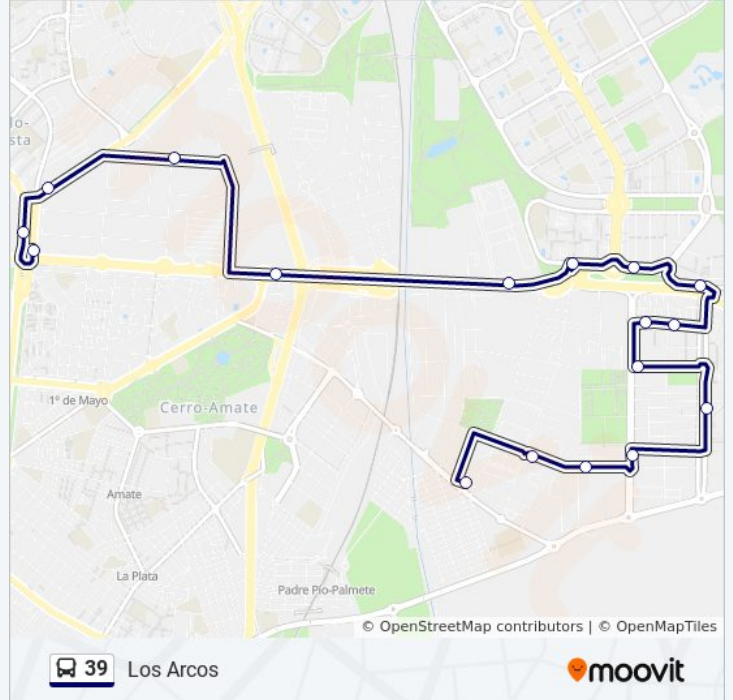 lo-
sta
1º de Mayo
Cerro-Amate
Amate
La Plata
Padre Pío-Palmete
© OpenStreetMap contributors | © OpenMapTiles
39 Los Arcos
moovit